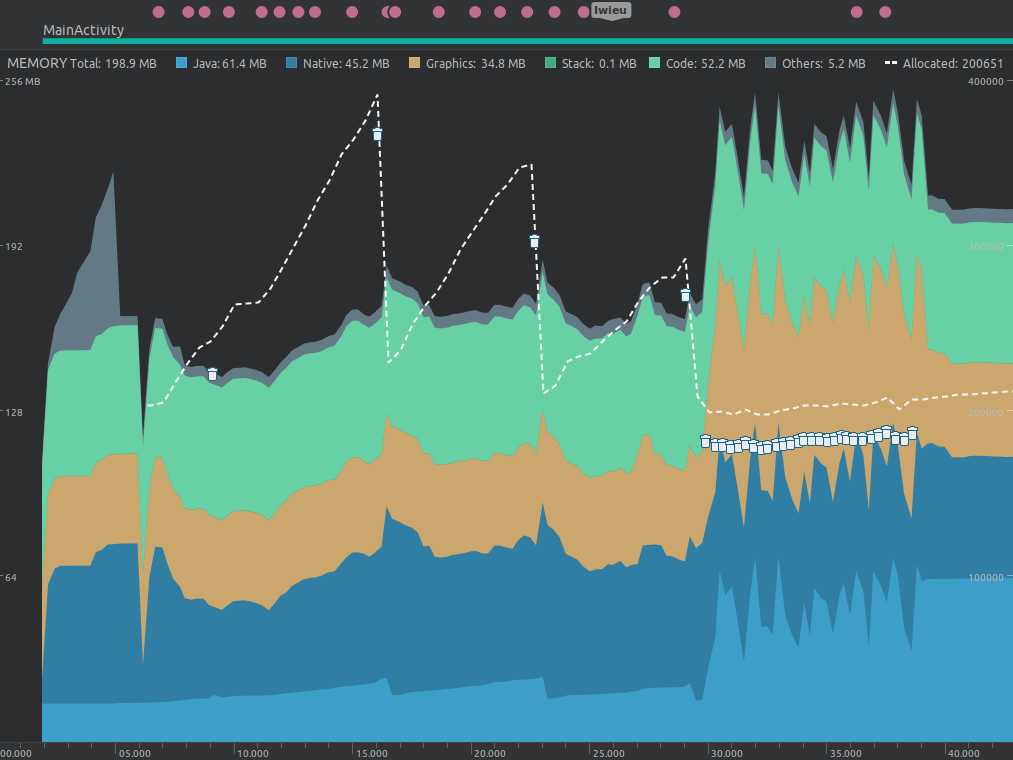 lwieu
MainActivity
MEMORY Total: 198.9 MB Java: 61.4 MB Native: 45.2 MB Graphics: 34.8 MB Stack: 0.1 MB Code: 52.2 MB Others: 5.2 MB Allocated: 200651
256 MB 400000
192 300000
128 200000
64 100000
00.000 05.000 10.000 15.000 20.000 25.000 30.000 35.000 40.000